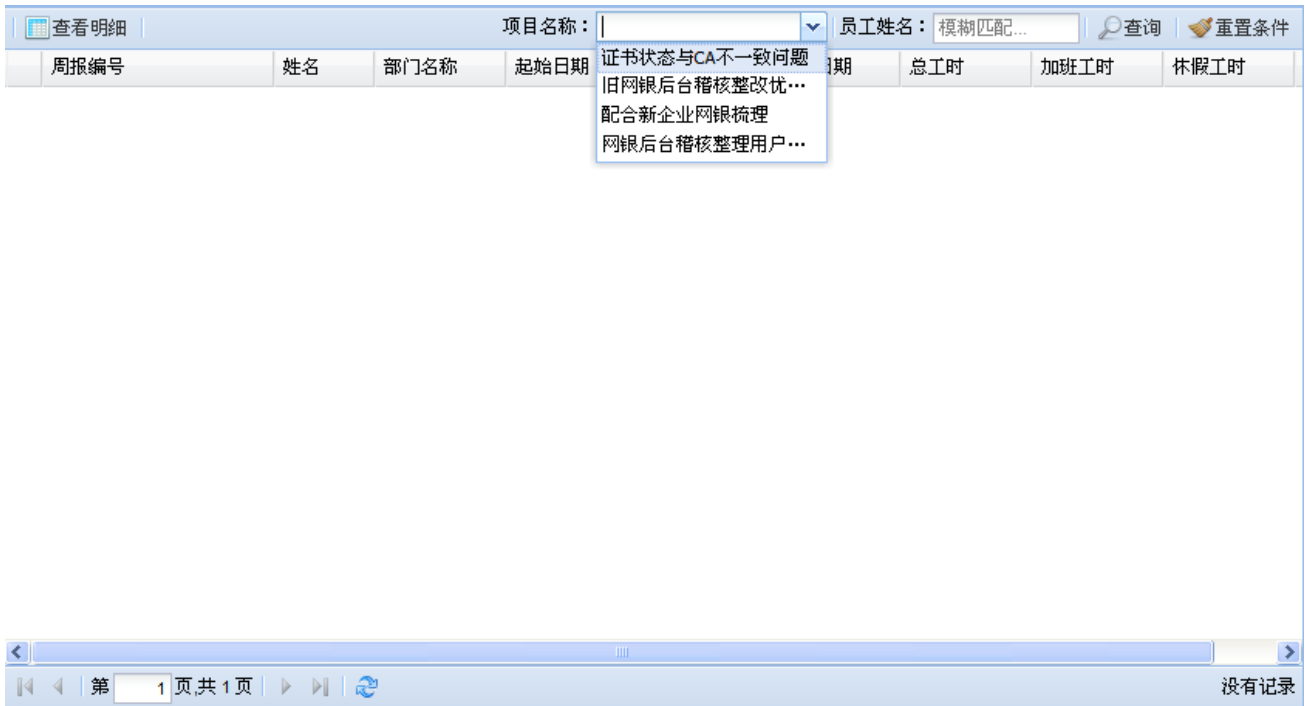 查看明细 项目名称： 员工姓名： 模糊匹配... 查询 重置条件
周报编号 姓名 部门名称 起始日期 期 总工时 加班工时 休假工时
证书状态与CA不一致问题
旧网银后台稽核整改优…
配合新企业网银梳理
网银后台稽核整理用户…
第 1 页,共 1 页 没有记录